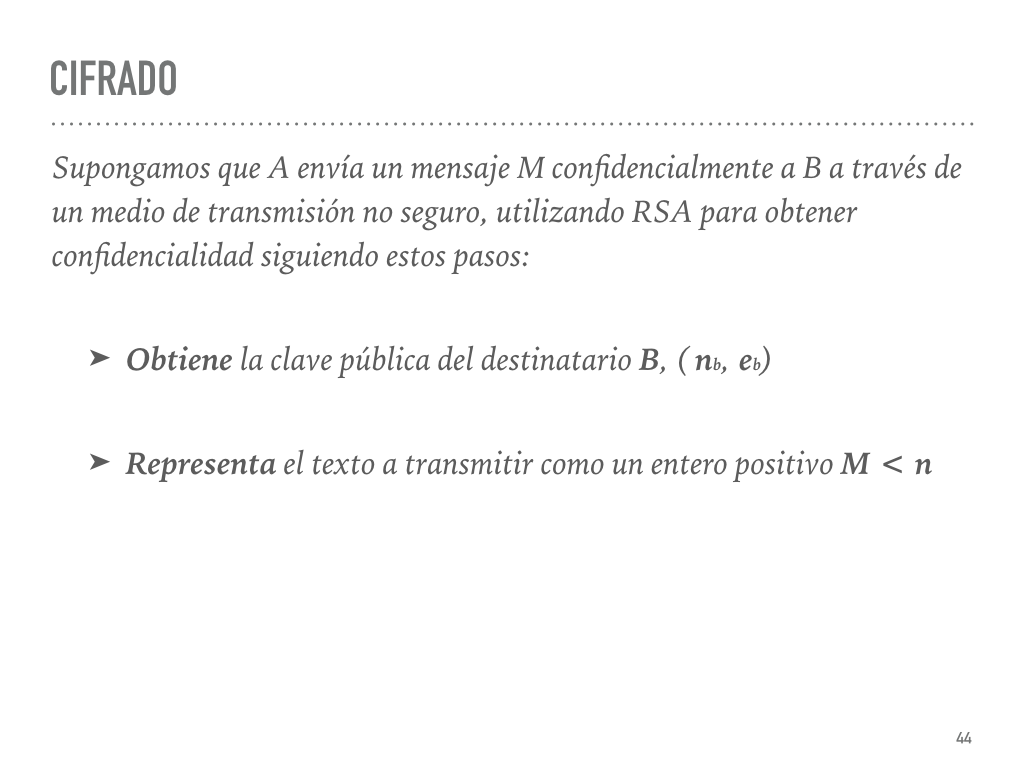 CIFRADO
Supongamos que A envía un mensaje M confidencialmente a B a través de
un medio de transmisión no seguro, utilizando RSA para obtener
confidencialidad siguiendo estos pasos:
➤ Obtiene la clave pública del destinatario B, ( nb, eb)
➤ Representa el texto a transmitir como un entero positivo M < n
44